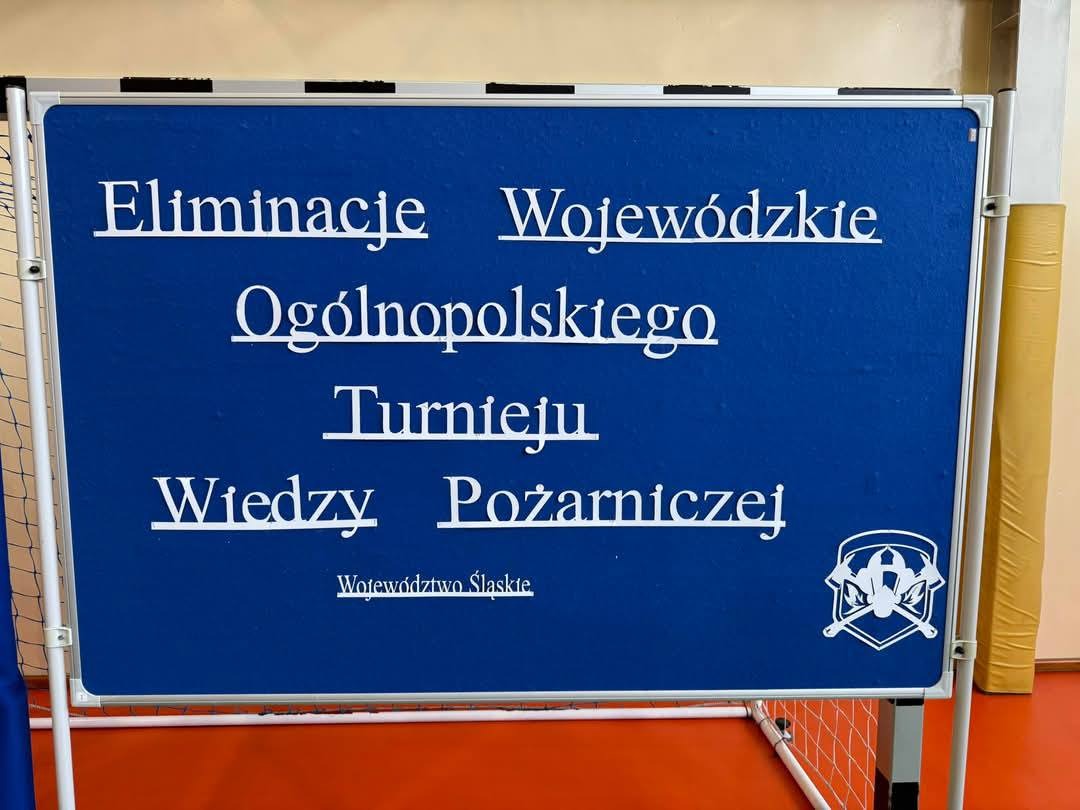 Eliminacje Wojewódzkie
Ogólnopolskiego
Turnieju
Wiedzy Pożarniczej
Województwo Śląskie